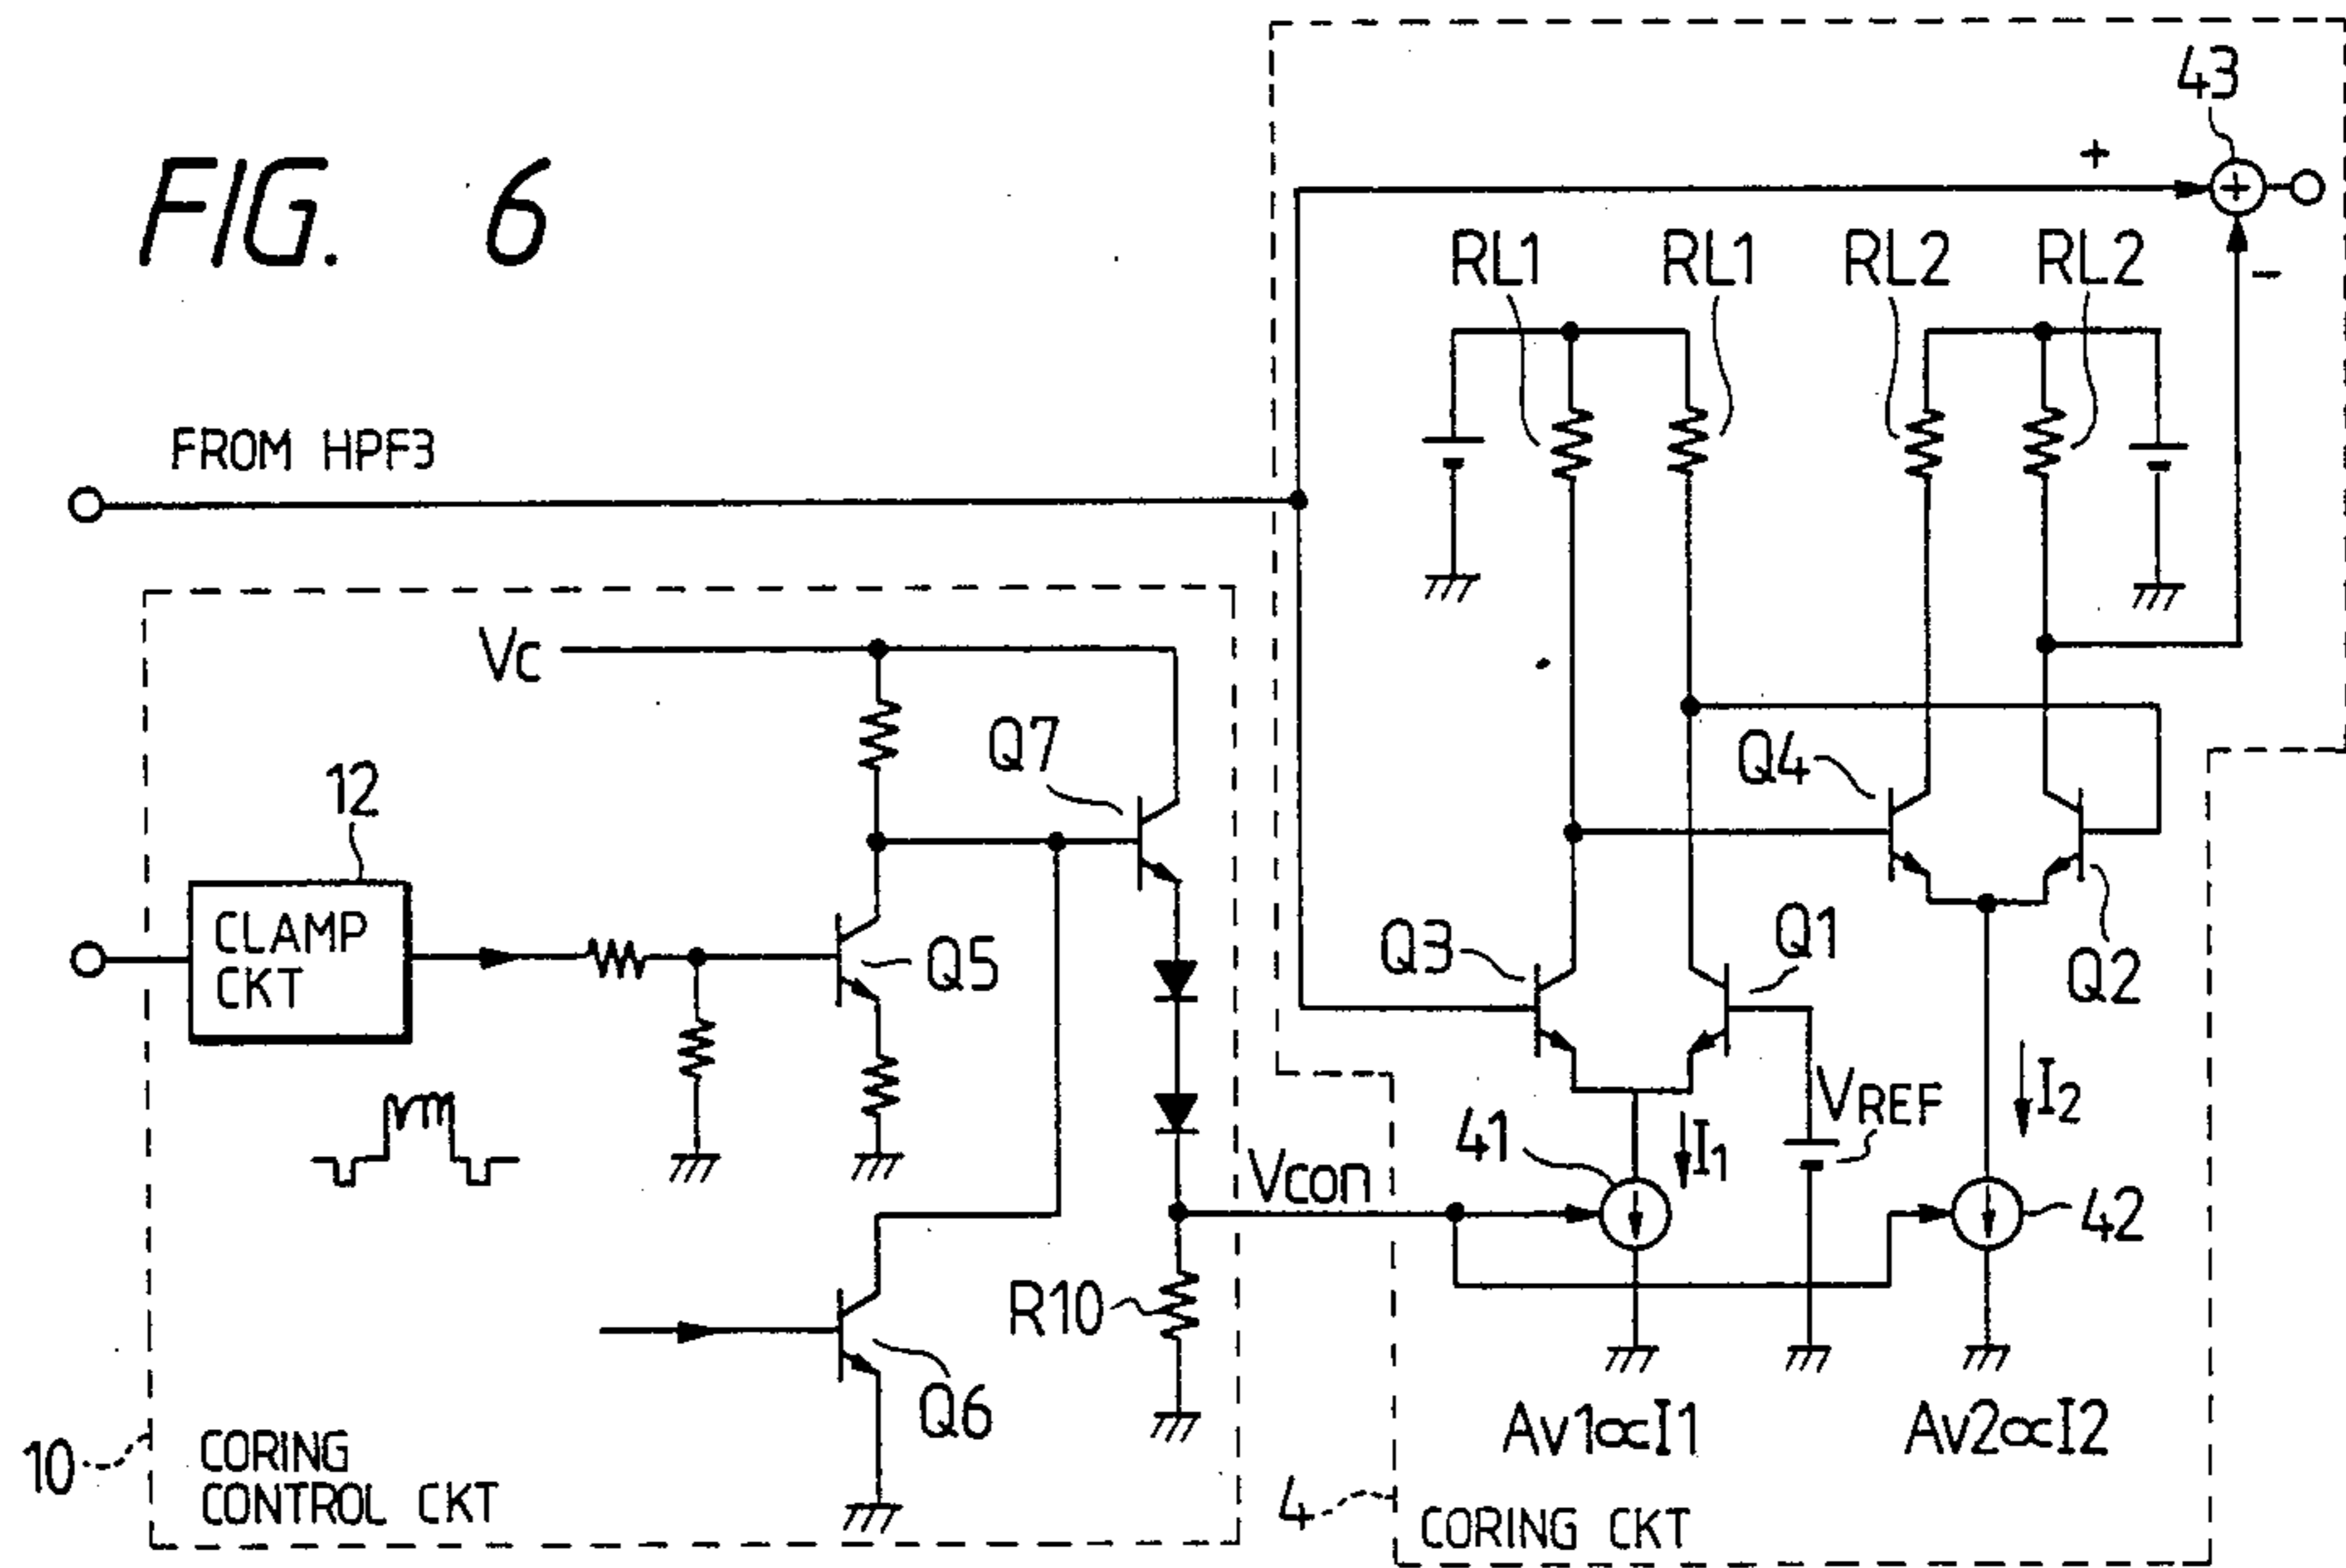 FIG. 6
43
+
+
-
RL1 RL1 RL2 RL2
FROM HPF3
Vc
Q7
Q4
12
CLAMP
CKT
Q5
Q3
Q1
Q2
VREF
I1
I2
41
42
Vcon
R10
Q6
Av1∝I1
Av2∝I2
10
CORING
CONTROL CKT
4
CORING CKT